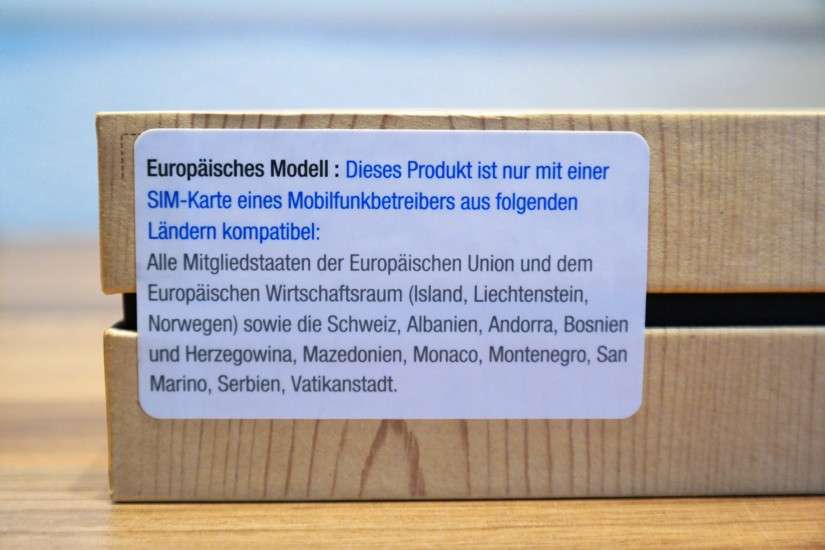 Europäisches Modell : Dieses Produkt ist nur mit einer
SIM-Karte eines Mobilfunkbetreibers aus folgenden
Ländern kompatibel:
Alle Mitgliedstaaten der Europäischen Union und dem
Europäischen Wirtschaftsraum (Island, Liechtenstein,
Norwegen) sowie die Schweiz, Albanien, Andorra, Bosnien
und Herzegowina, Mazedonien, Monaco, Montenegro, San
Marino, Serbien, Vatikanstadt.